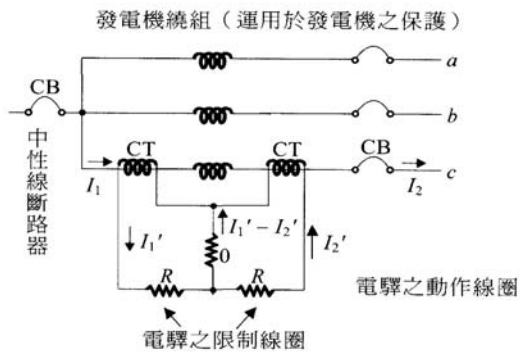 發電機繞組（運用於發電機之保護）
a
CB
b
CT
CT
CB
c
I₁
I₂
中性線斷路器
I₁′ − I₂′
I₁′
I₂′
0
R
R
電驛之動作線圈
電驛之限制線圈